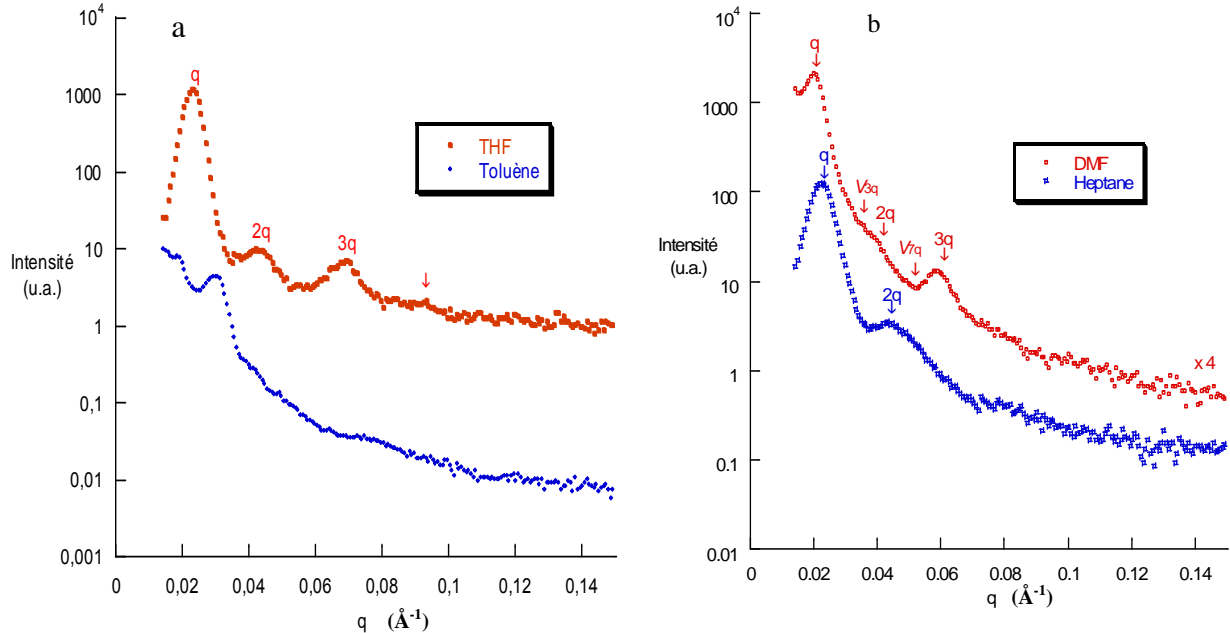 a
10⁴
1000
100
10
1
0,1
0,01
0,001
Intensité
(u.a.)
q
2q
3q
THF
Toluène
0
0,02
0,04
0,06
0,08
0,1
0,12
0,14
q (Å⁻¹)
b
10⁴
1000
100
10
1
0.1
0.01
Intensité
(u.a.)
q
q
V3q
2q
V7q
3q
2q
DMF
Heptane
x 4
0
0.02
0.04
0.06
0.08
0.1
0.12
0.14
q (Å⁻¹)